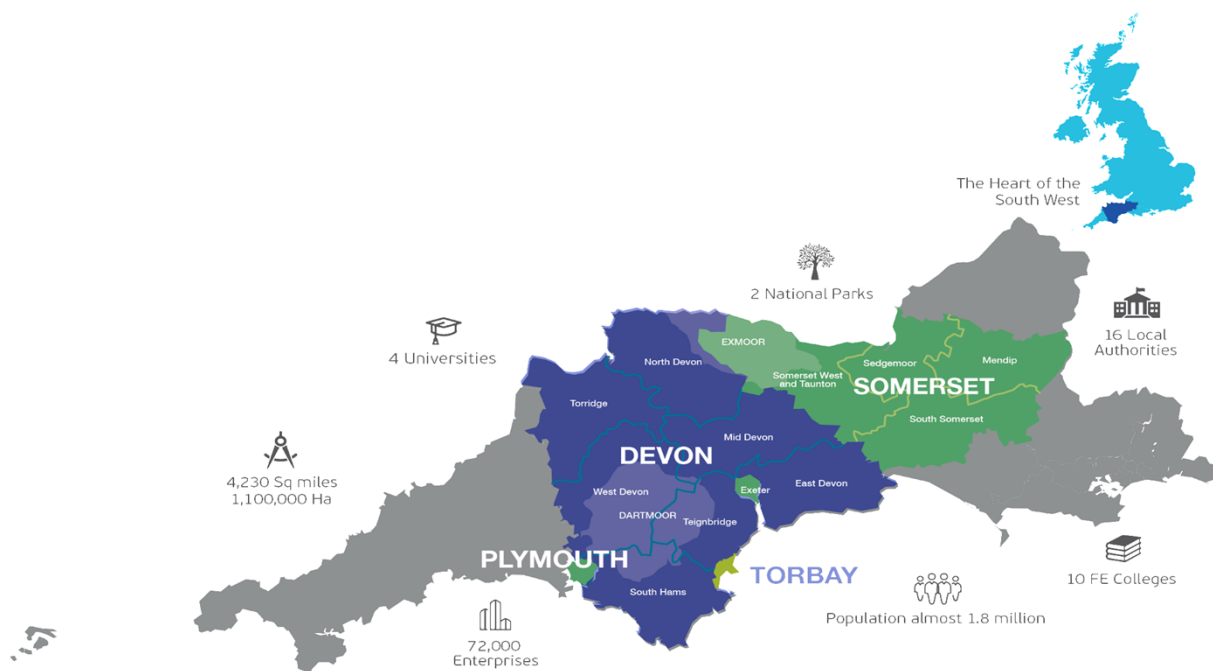 The Heart of the
South West
2 National Parks
16 Local
Authorities
4 Universities
EXMOOR
North Devon
Sedgemoor
Mendip
Somerset West
and Taunton
SOMERSET
Torridge
South Somerset
Mid Devon
DEVON
4,230 Sq miles
1,100,000 Ha
West Devon
Exeter
East Devon
DARTMOOR
Teignbridge
PLYMOUTH
TORBAY
10 FE Colleges
South Hams
Population almost 1.8 million
72,000
Enterprises